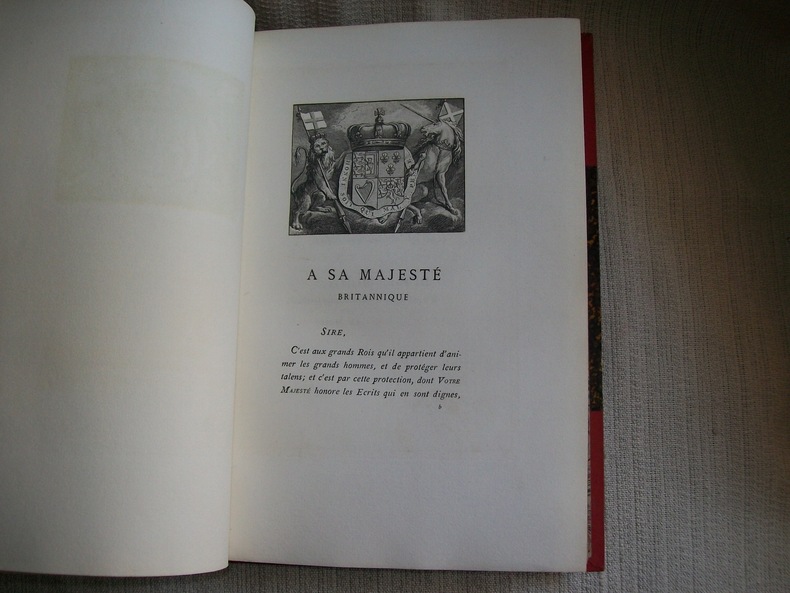 A SA MAJESTÉ
BRITANNIQUE
SIRE,
C'est aux grands Rois qu'il appartient d'ani-
mer les grands hommes, et de protéger leurs
talens; et c'est par cette protection, dont VOTRE
MAJESTÉ honore les Ecrits qui en sont dignes,
b